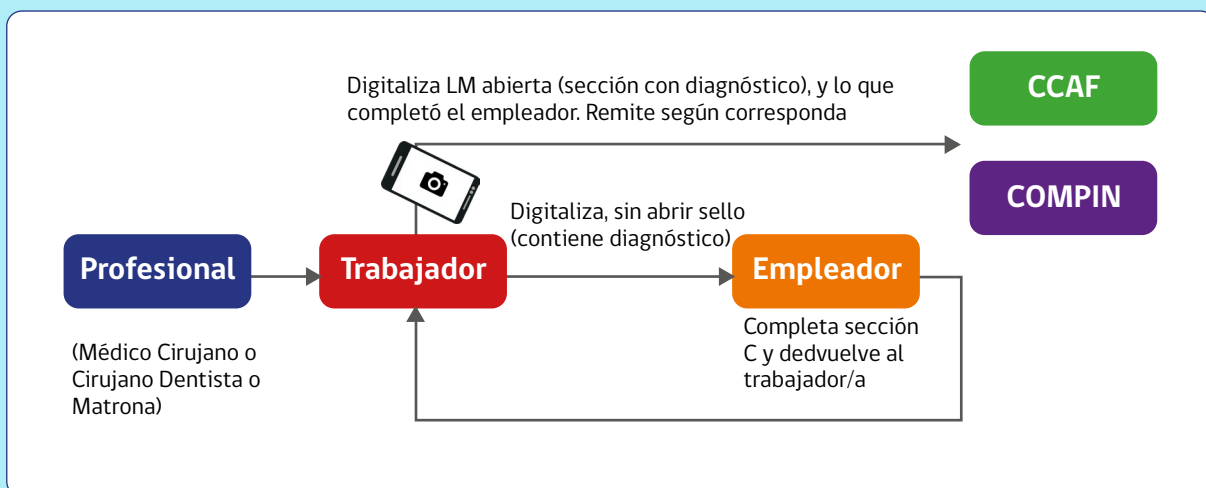 Digitaliza LM abierta (sección con diagnóstico), y lo que
completó el empleador. Remite según corresponda
CCAF
COMPIN
Digitaliza, sin abrir sello
(contiene diagnóstico)
Profesional
Trabajador
Empleador
(Médico Cirujano o
Cirujano Dentista o
Matrona)
Completa sección
C y dedvuelve al
trabajador/a